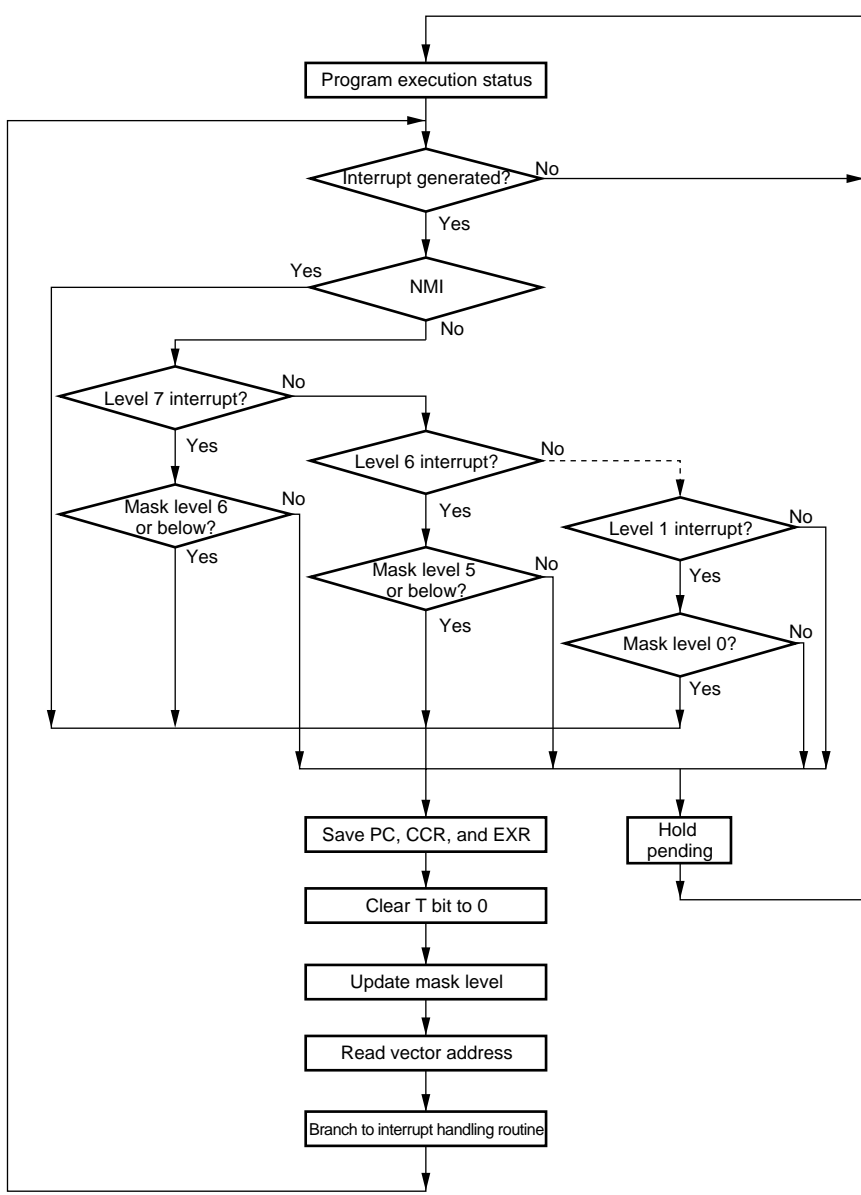 Program execution status
Interrupt generated?
No
Yes
Yes
NMI
No
Level 7 interrupt?
No
Yes
Level 6 interrupt?
No
Mask level 6
or below?
No
Yes
Yes
Level 1 interrupt?
No
Mask level 5
or below?
No
Yes
Yes
Mask level 0?
No
Yes
Save PC, CCR, and EXR
Hold
pending
Clear T bit to 0
Update mask level
Read vector address
Branch to interrupt handling routine